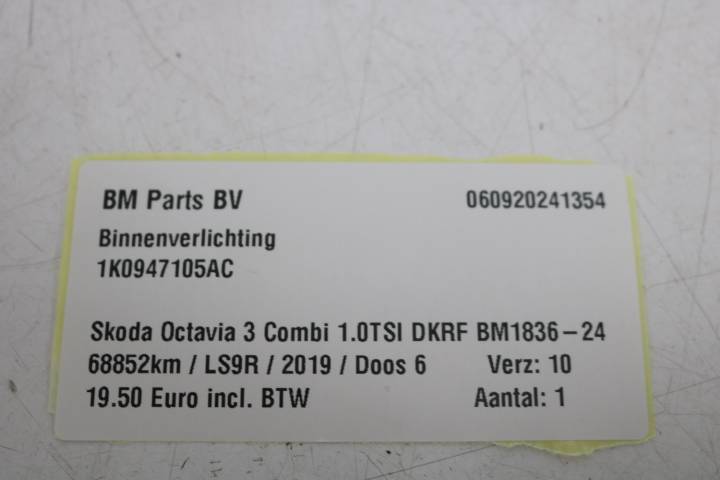 BM Parts BV 060920241354
Binnenverlichting
1K0947105AC
Skoda Octavia 3 Combi 1.0TSI DKRF BM1836-24
68852km / LS9R / 2019 / Doos 6 Verz: 10
19.50 Euro incl. BTW Aantal: 1